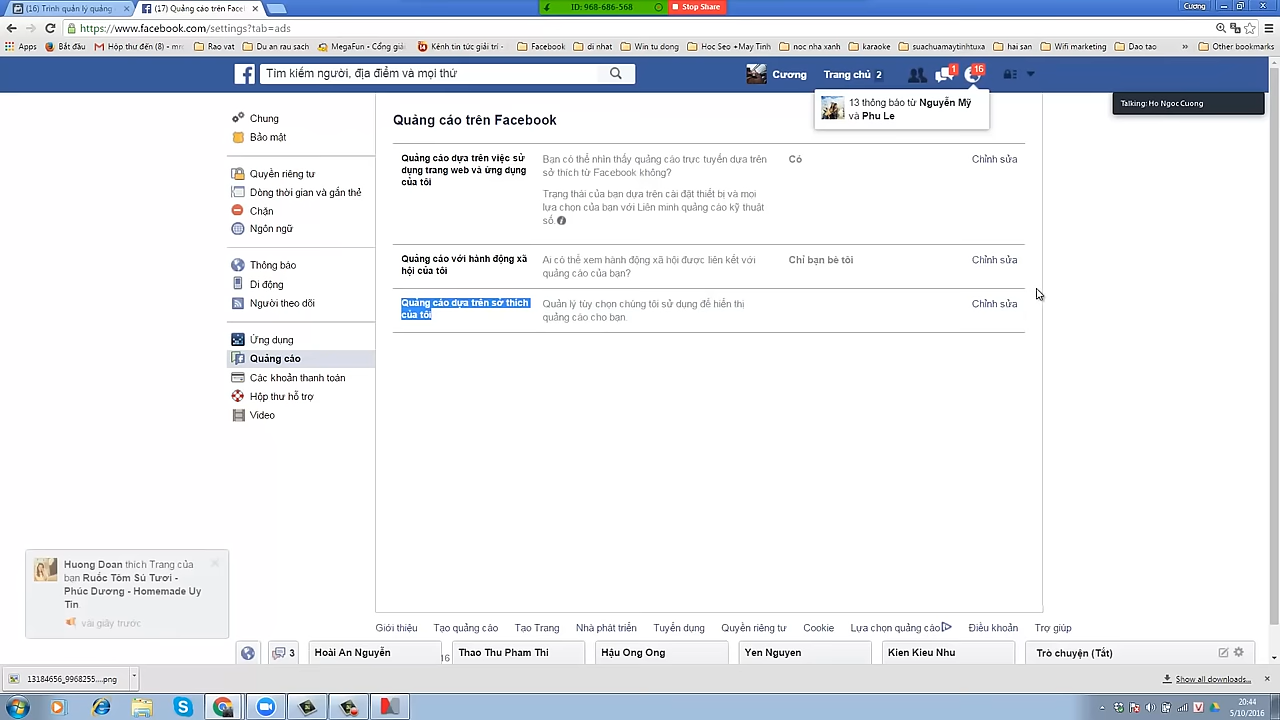 (16) Trình quản lý quảng
(17) Quảng cáo trên Facel
ID: 968-686-568
Stop Share
Cương
https://www.facebook.com/settings?tab=ads
Apps
Bắt đầu
Hộp thư đến (8) - mrc
Rao vat
Du an rau sach
MegaFun - Cổng giả
Kênh tin tức giải trí -
Facebook
di nhat
Win tu dong
Hoc Seo +May Tinh
noc nha xanh
karaoke
suachuamaytinhtuxa
hai san
Wifi marketing
Dao tao
»
Other bookmarks
Tìm kiếm người, địa điểm và mọi thứ
Cương
Trang chủ 2
1
16
13 thông báo từ Nguyễn Mỹ
và Phu Le
Talking: Ho Ngoc Cuong
Chung
Bảo mật
Quyền riêng tư
Dòng thời gian và gắn thẻ
Chặn
Ngôn ngữ
Thông báo
Di động
Người theo dõi
Ứng dụng
Quảng cáo
Các khoản thanh toán
Hộp thư hỗ trợ
Video
Quảng cáo trên Facebook
Quảng cáo dựa trên việc sử
dụng trang web và ứng dụng
của tôi
Bạn có thể nhìn thấy quảng cáo trực tuyến dựa trên
sở thích từ Facebook không?
Trạng thái của bạn dựa trên cài đặt thiết bị và mọi
lựa chọn của bạn với Liên minh quảng cáo kỹ thuật
số.
Có
Chỉnh sửa
Quảng cáo với hành động xã
hội của tôi
Ai có thể xem hành động xã hội được liên kết với
quảng cáo của bạn?
Chỉ bạn bè tôi
Chỉnh sửa
Quảng cáo dựa trên sở thích
của tôi
Quản lý tùy chọn chúng tôi sử dụng để hiển thị
quảng cáo cho bạn.
Chỉnh sửa
Huong Doan thích Trang của
bạn Ruốc Tôm Sú Tươi -
Phúc Dương - Homemade Uy
Tín
vài giây trước
Giới thiệu
Tạo quảng cáo
Tạo Trang
Nhà phát triển
Tuyển dụng
Quyền riêng tư
Cookie
Lựa chọn quảng cáo
Điều khoản
Trợ giúp
3
Hoài An Nguyễn
16
Thao Thu Pham Thi
Hậu Ong Ong
Yen Nguyen
Kien Kieu Nhu
Trò chuyện (Tắt)
13184656_9968255....png
Show all downloads...
20:44
5/10/2016